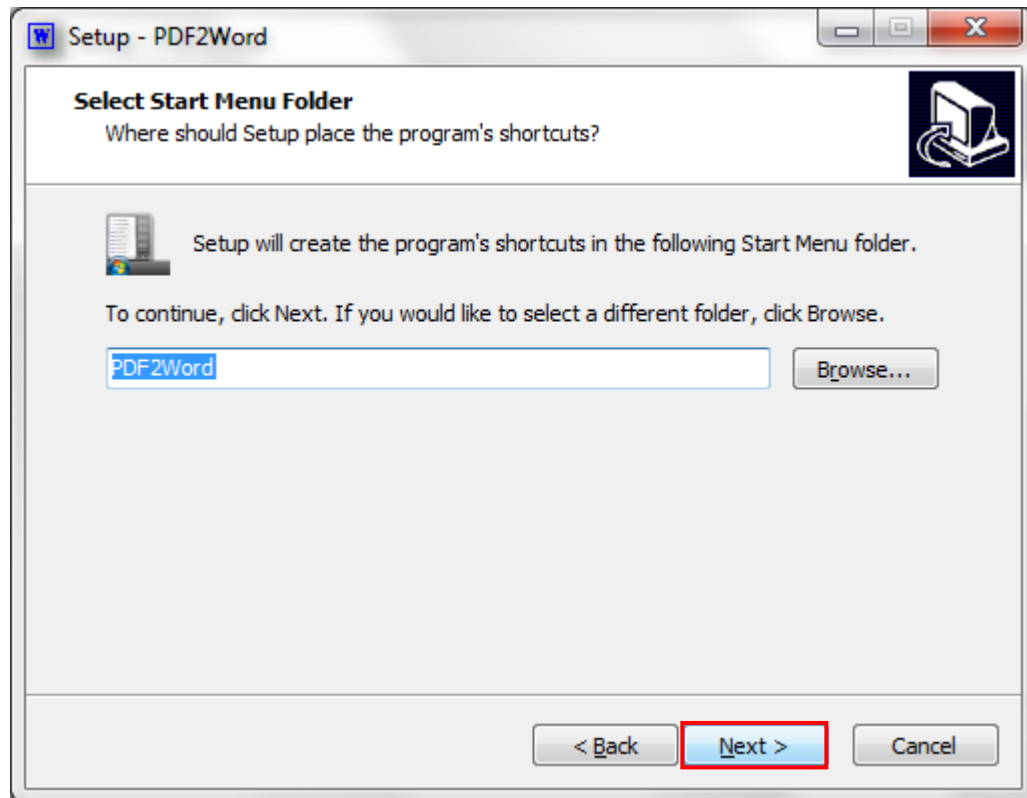 W Setup - PDF2Word
Select Start Menu Folder
Where should Setup place the program's shortcuts?
Setup will create the program's shortcuts in the following Start Menu folder.
To continue, click Next. If you would like to select a different folder, click Browse.
PDF2Word Browse...
< Back Next > Cancel